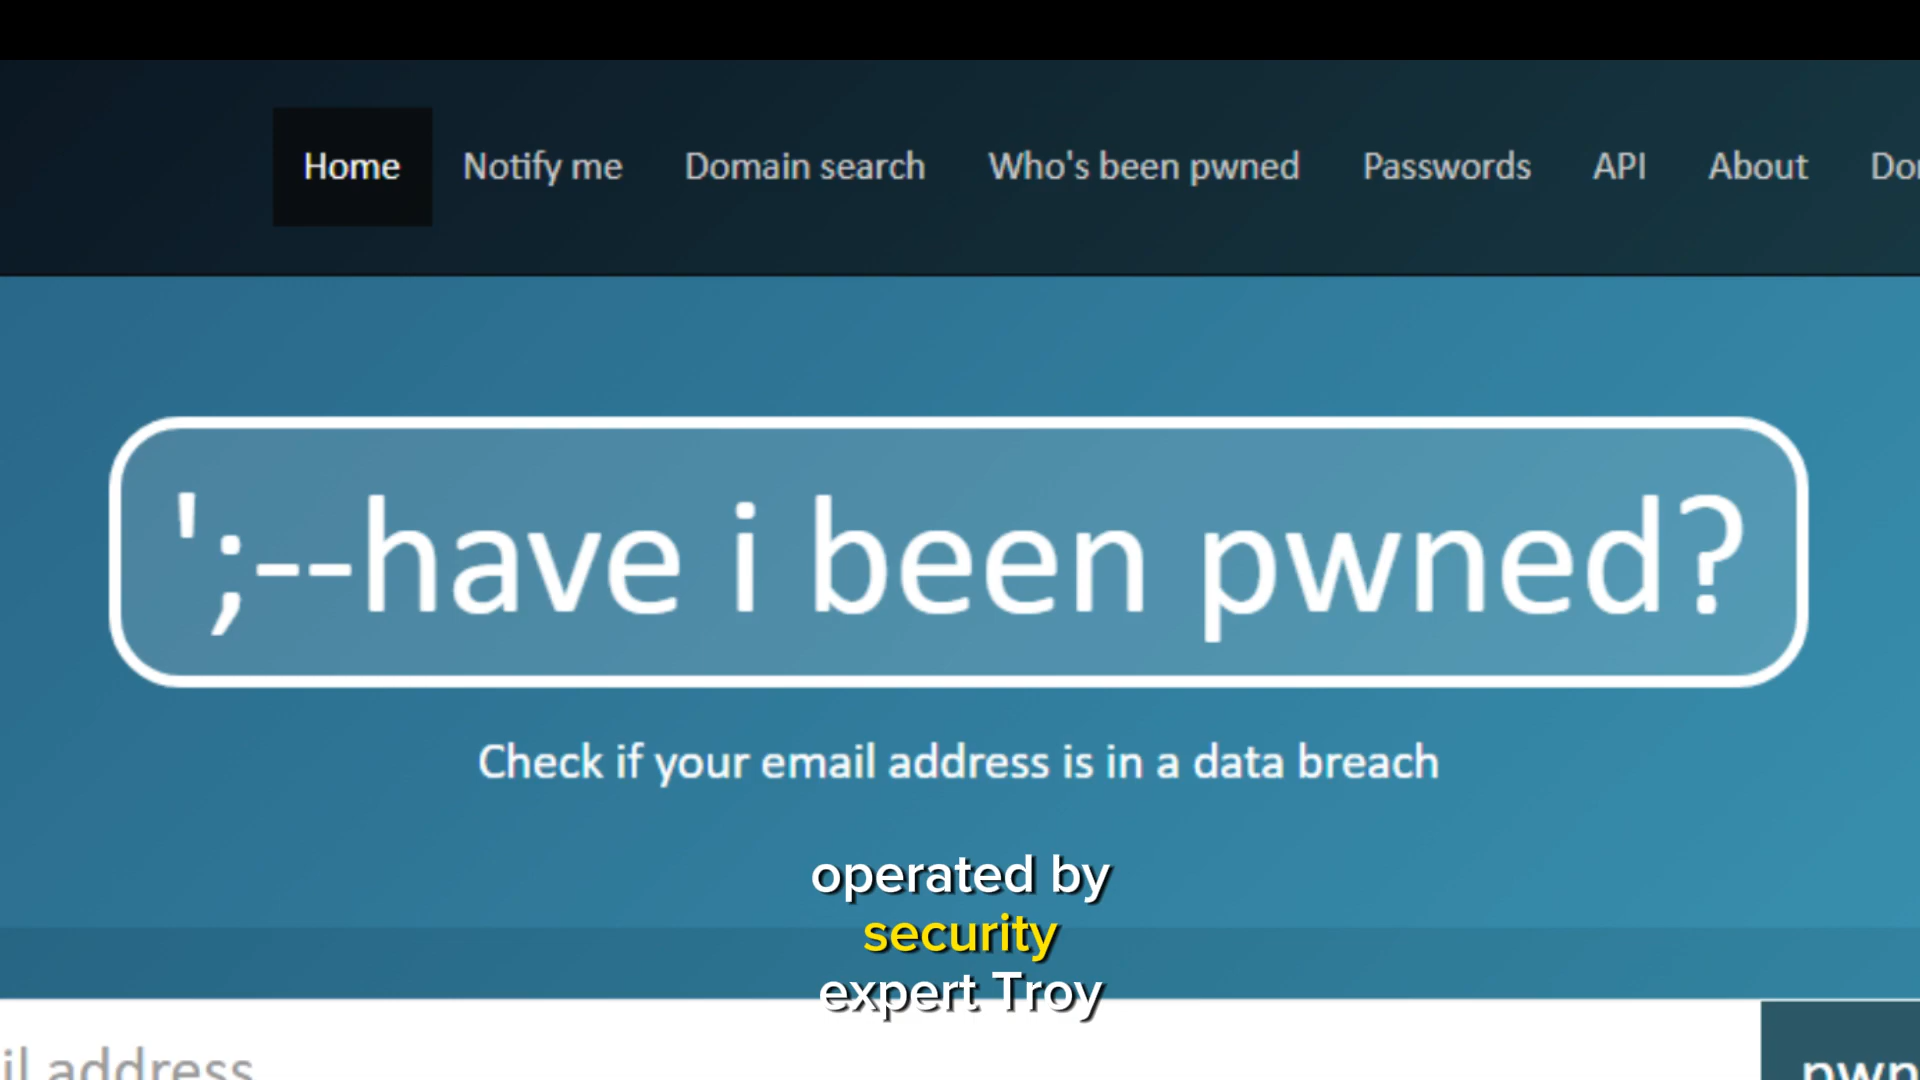 Home Notify me Domain search Who's been pwned Passwords API About
';--have i been pwned?
Check if your email address is in a data breach
operated by
security
expert Troy
address